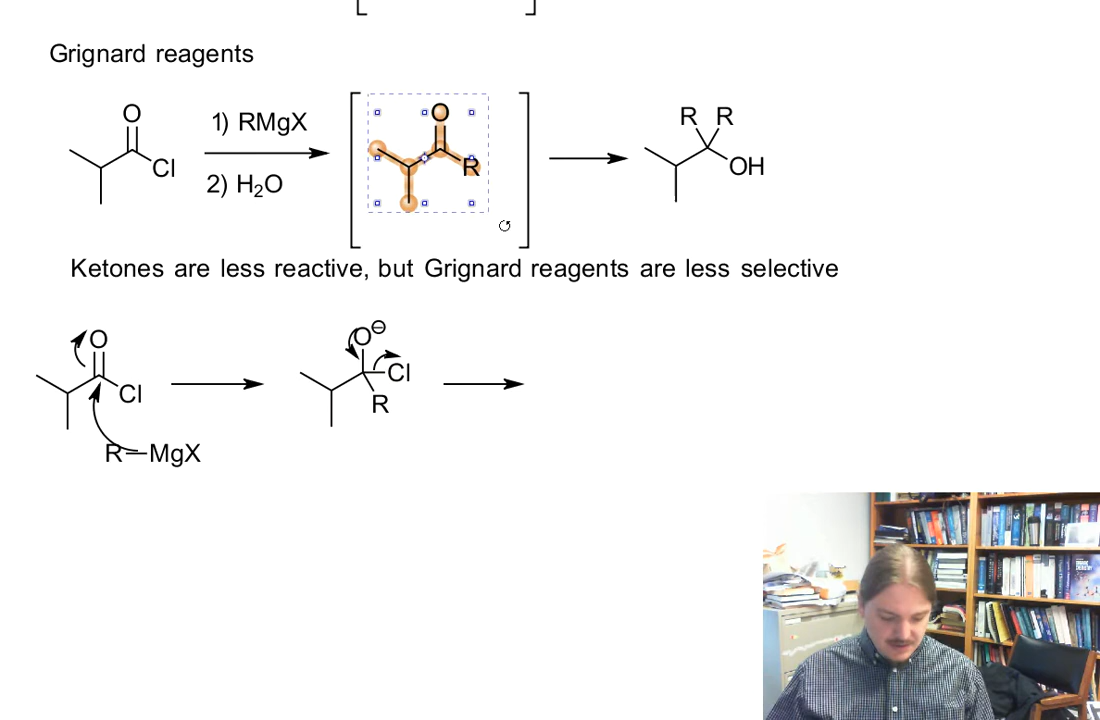 Grignard reagents
O
Cl
1) RMgX
2) H₂O
O
R
R R
OH
Ketones are less reactive, but Grignard reagents are less selective
O
Cl
R—MgX
O⊖
Cl
R